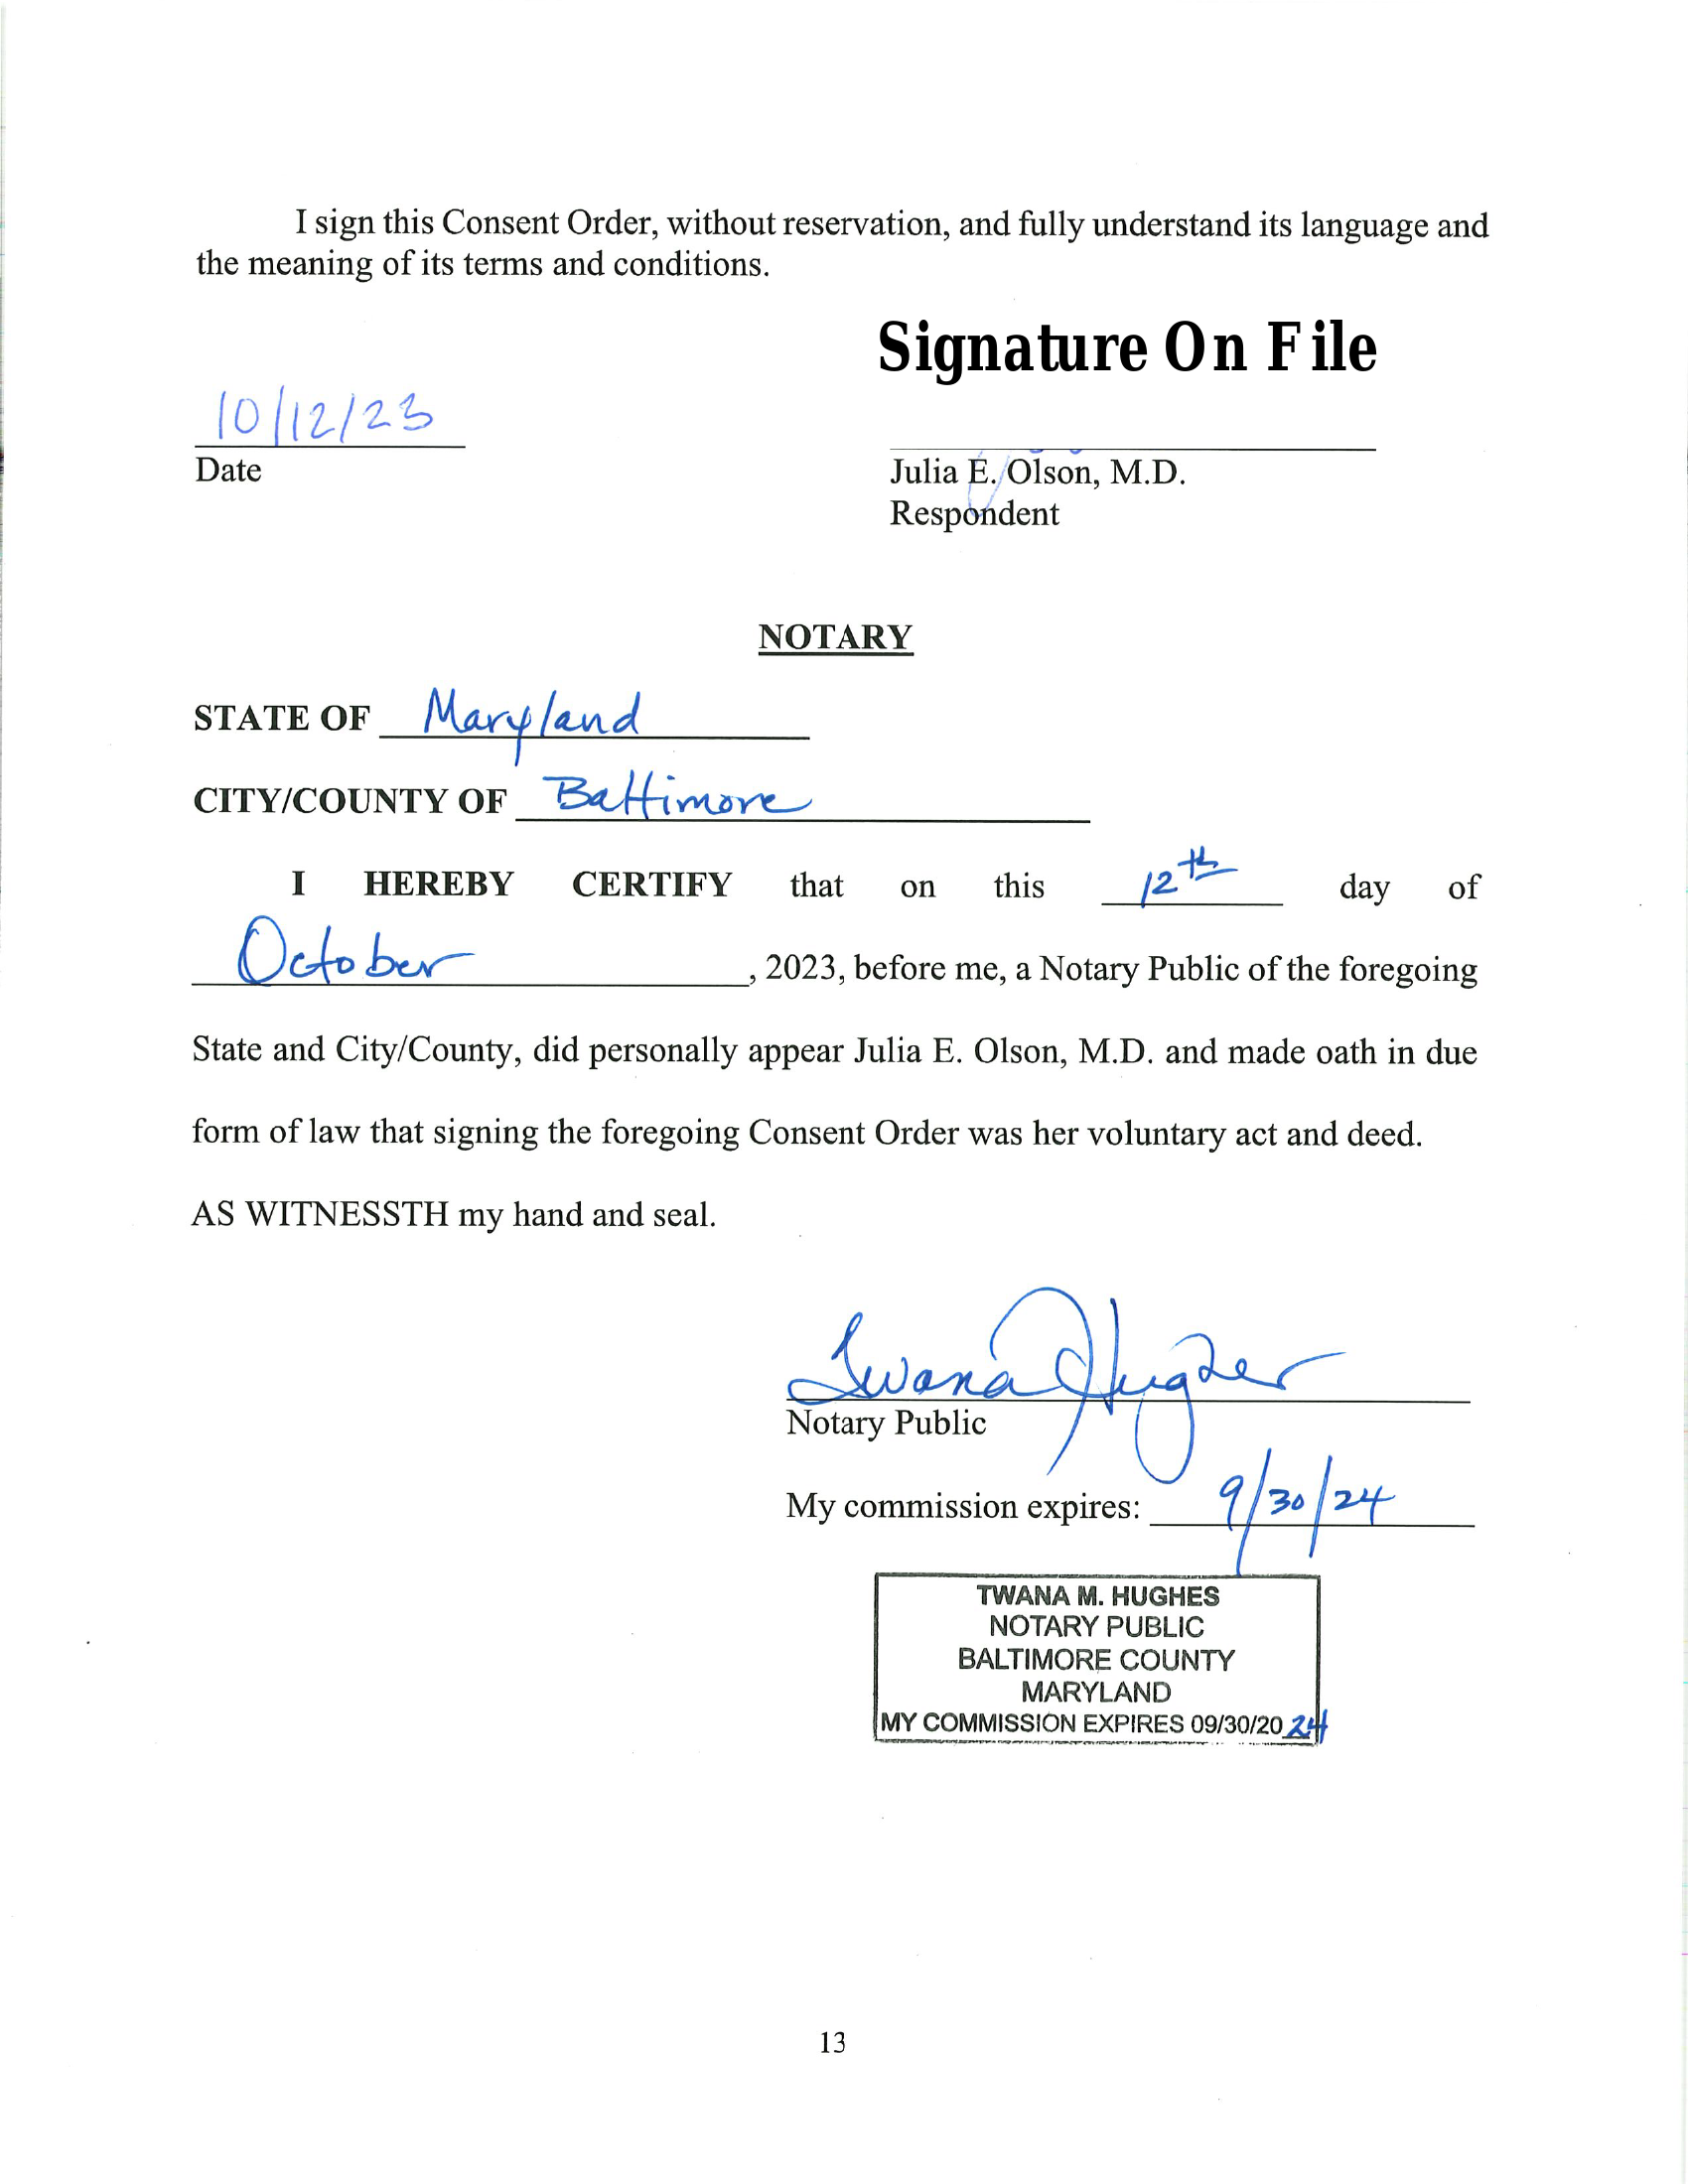 I sign this Consent Order, without reservation, and fully understand its language and
the meaning of its terms and conditions.
Signature On File
10/12/23
Date
Julia E. Olson, M.D.
Respondent
NOTARY
STATE OF Maryland
CITY/COUNTY OF Baltimore
I HEREBY CERTIFY that on this 12th day of
October, 2023, before me, a Notary Public of the foregoing
State and City/County, did personally appear Julia E. Olson, M.D. and made oath in due
form of law that signing the foregoing Consent Order was her voluntary act and deed.
AS WITNESSTH my hand and seal.
Twana Hughes
Notary Public
My commission expires: 9/30/24
TWANA M. HUGHES
NOTARY PUBLIC
BALTIMORE COUNTY
MARYLAND
MY COMMISSION EXPIRES 09/30/2024
13